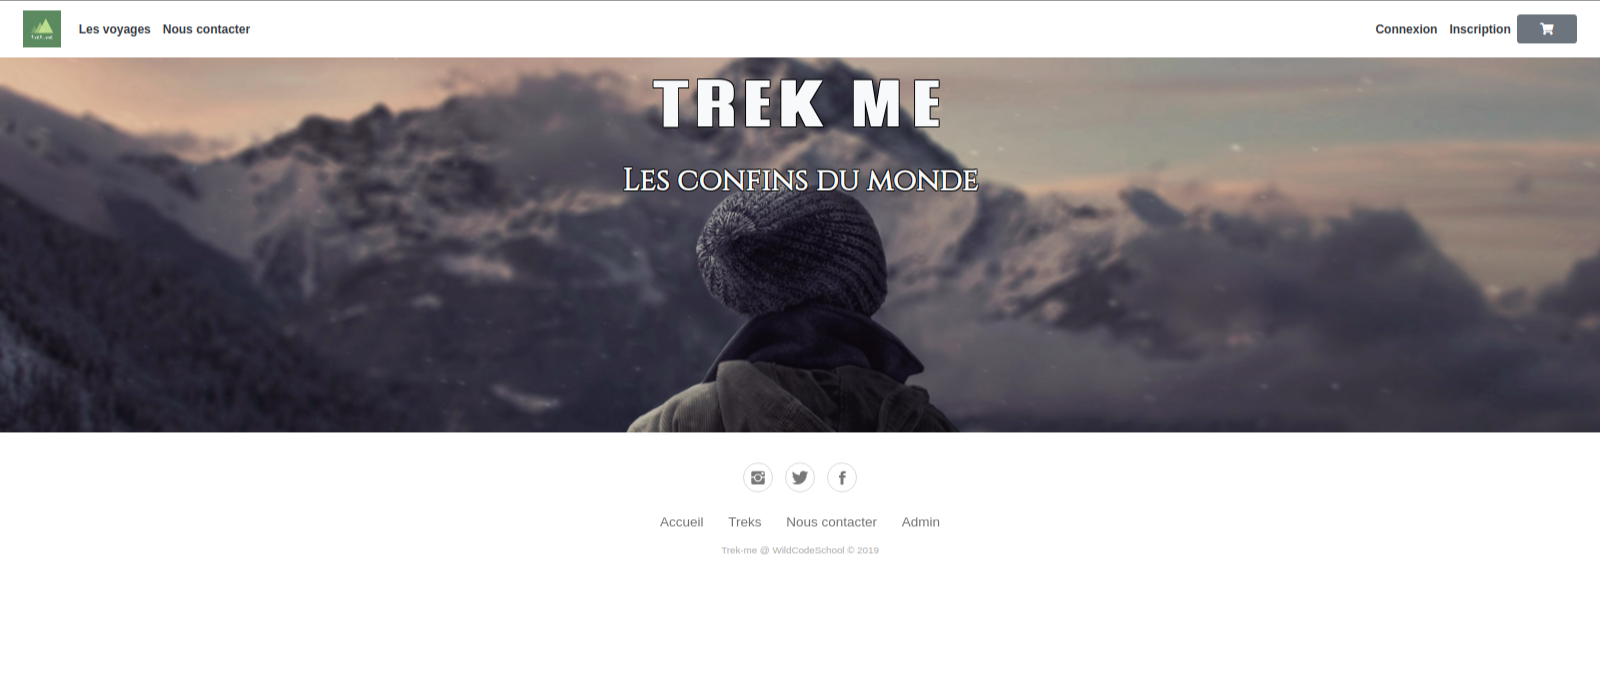 Les voyages Nous contacter Connexion Inscription
TREK ME
LES CONFINS DU MONDE
Accueil Treks Nous contacter Admin
Trek-me @ WildCodeSchool © 2019